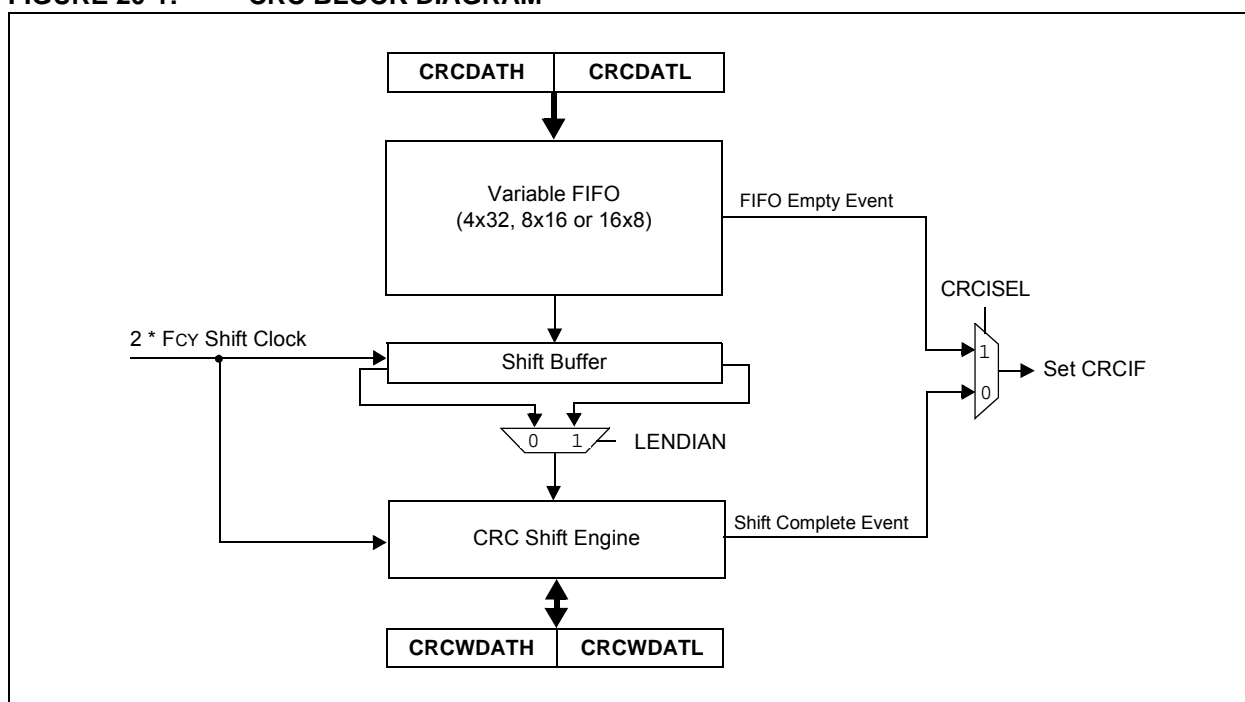 CRCDATH CRCDATL
Variable FIFO
(4x32, 8x16 or 16x8)
FIFO Empty Event
CRCISEL
2 * FCY Shift Clock
Shift Buffer
1
Set CRCIF
0
0 1
LENDIAN
CRC Shift Engine
Shift Complete Event
CRCWDATH CRCWDATL